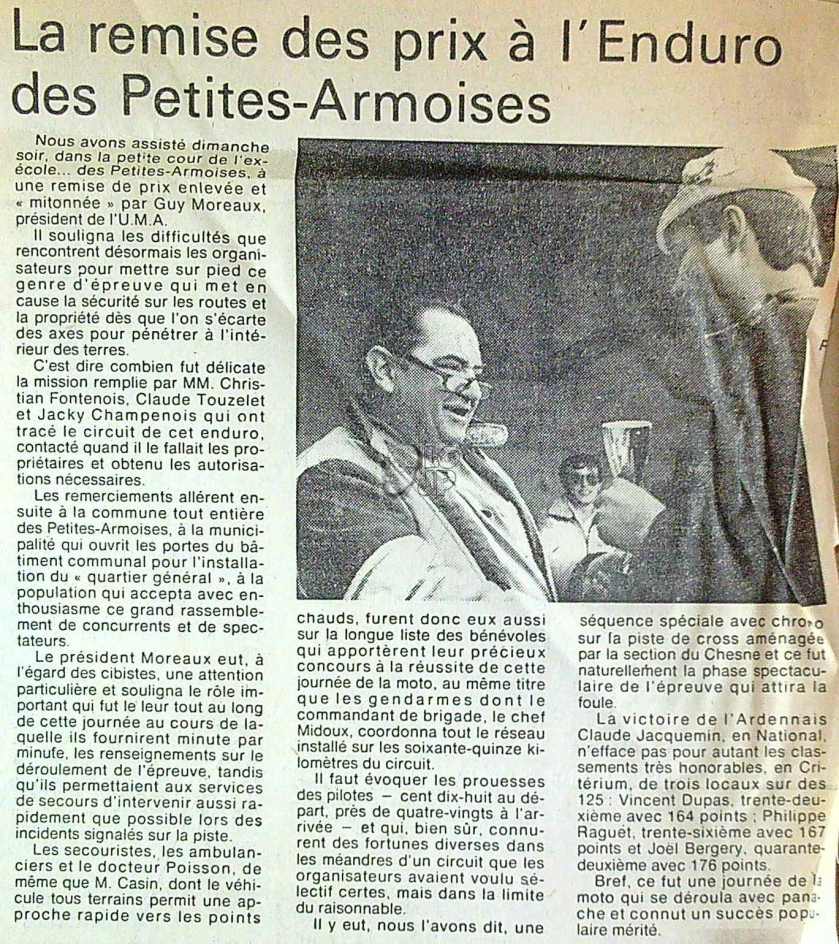 La remise des prix à l'Enduro
des Petites-Armoises
Nous avons assisté dimanche
soir, dans la petite cour de l'ex-
école... des Petites-Armoises, à
une remise de prix enlevée et
« mitonnée » par Guy Moreaux,
président de l'U.M.A.
Il souligna les difficultés que
rencontrent désormais les organi-
sateurs pour mettre sur pied ce
genre d'épreuve qui met en
cause la sécurité sur les routes et
la propriété dès que l'on s'écarte
des axes pour pénétrer à l'inté-
rieur des terres.
C'est dire combien fut délicate
la mission remplie par MM. Chris-
tian Fontenois, Claude Touzelet
et Jacky Champenois qui ont
tracé le circuit de cet enduro,
contacté quand il le fallait les pro-
priétaires et obtenu les autorisa-
tions nécessaires.
Les remerciements allérent en-
suite à la commune tout entière
des Petites-Armoises, à la munici-
palité qui ouvrit les portes du bâ-
timent communal pour l'installa-
tion du « quartier général », à la
population qui accepta avec en-
thousiasme ce grand rassemble-
ment de concurrents et de spec-
tateurs.
Le président Moreaux eut, à
l'égard des cibistes, une attention
particulière et souligna le rôle im-
portant qui fut le leur tout au long
de cette journée au cours de la-
quelle ils fournirent minute par
minute, les renseignements sur le
déroulement de l'épreuve, tandis
qu'ils permettaient aux services
de secours d'intervenir aussi ra-
pidement que possible lors des
incidents signalés sur la piste.
Les secouristes, les ambulan-
ciers et le docteur Poisson, de
même que M. Casin, dont le véhi-
cule tous terrains permit une ap-
proche rapide vers les points
chauds, furent donc eux aussi
sur la longue liste des bénévoles
qui apportèrent leur précieux
concours à la réussite de cette
journée de la moto, au même titre
que les gendarmes dont le
commandant de brigade, le chef
Midoux, coordonna tout le réseau
installé sur les soixante-quinze ki-
lomètres du circuit.
Il faut évoquer les prouesses
des pilotes — cent dix-huit au dé-
part, près de quatre-vingts à l'ar-
rivée — et qui, bien sûr, connu-
rent des fortunes diverses dans
les méandres d'un circuit que les
organisateurs avaient voulu sé-
lectif certes, mais dans la limite
du raisonnable.
Il y eut, nous l'avons dit, une
séquence spéciale avec chrono
sur la piste de cross aménagée
par la section du Chesne et ce fut
naturellement la phase spectacu-
laire de l'épreuve qui attira la
foule.
La victoire de l'Ardennais
Claude Jacquemin, en National,
n'efface pas pour autant les clas-
sements très honorables, en Cri-
térium, de trois locaux sur des
125 : Vincent Dupas, trente-deu-
xième avec 164 points ; Philippe
Raguét, trente-sixième avec 167
points et Joël Bergery, quarante-
deuxième avec 176 points.
Bref, ce fut une journée de la
moto qui se déroula avec pana-
che et connut un succès popu-
laire mérité.